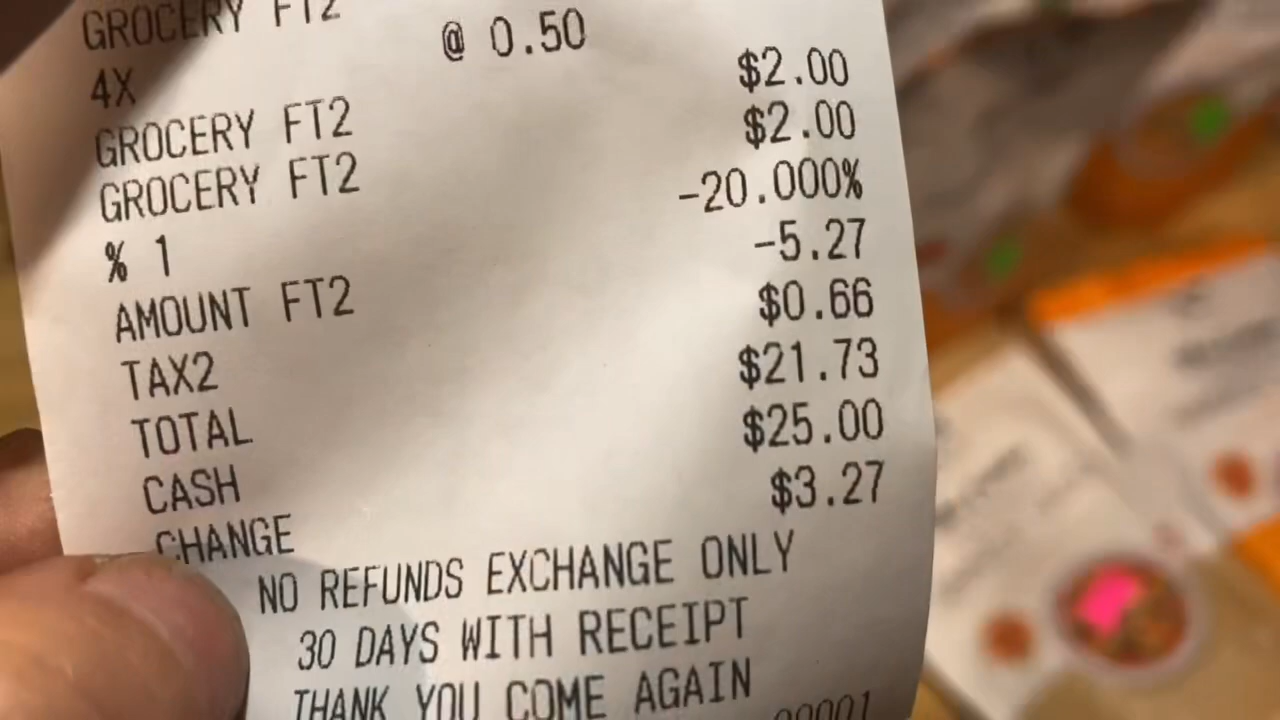 GROCERY FT2
4X @ 0.50
GROCERY FT2 $2.00
GROCERY FT2 $2.00
% 1 -20.000%
AMOUNT FT2 -5.27
TAX2 $0.66
TOTAL $21.73
CASH $25.00
CHANGE $3.27
NO REFUNDS EXCHANGE ONLY
30 DAYS WITH RECEIPT
THANK YOU COME AGAIN